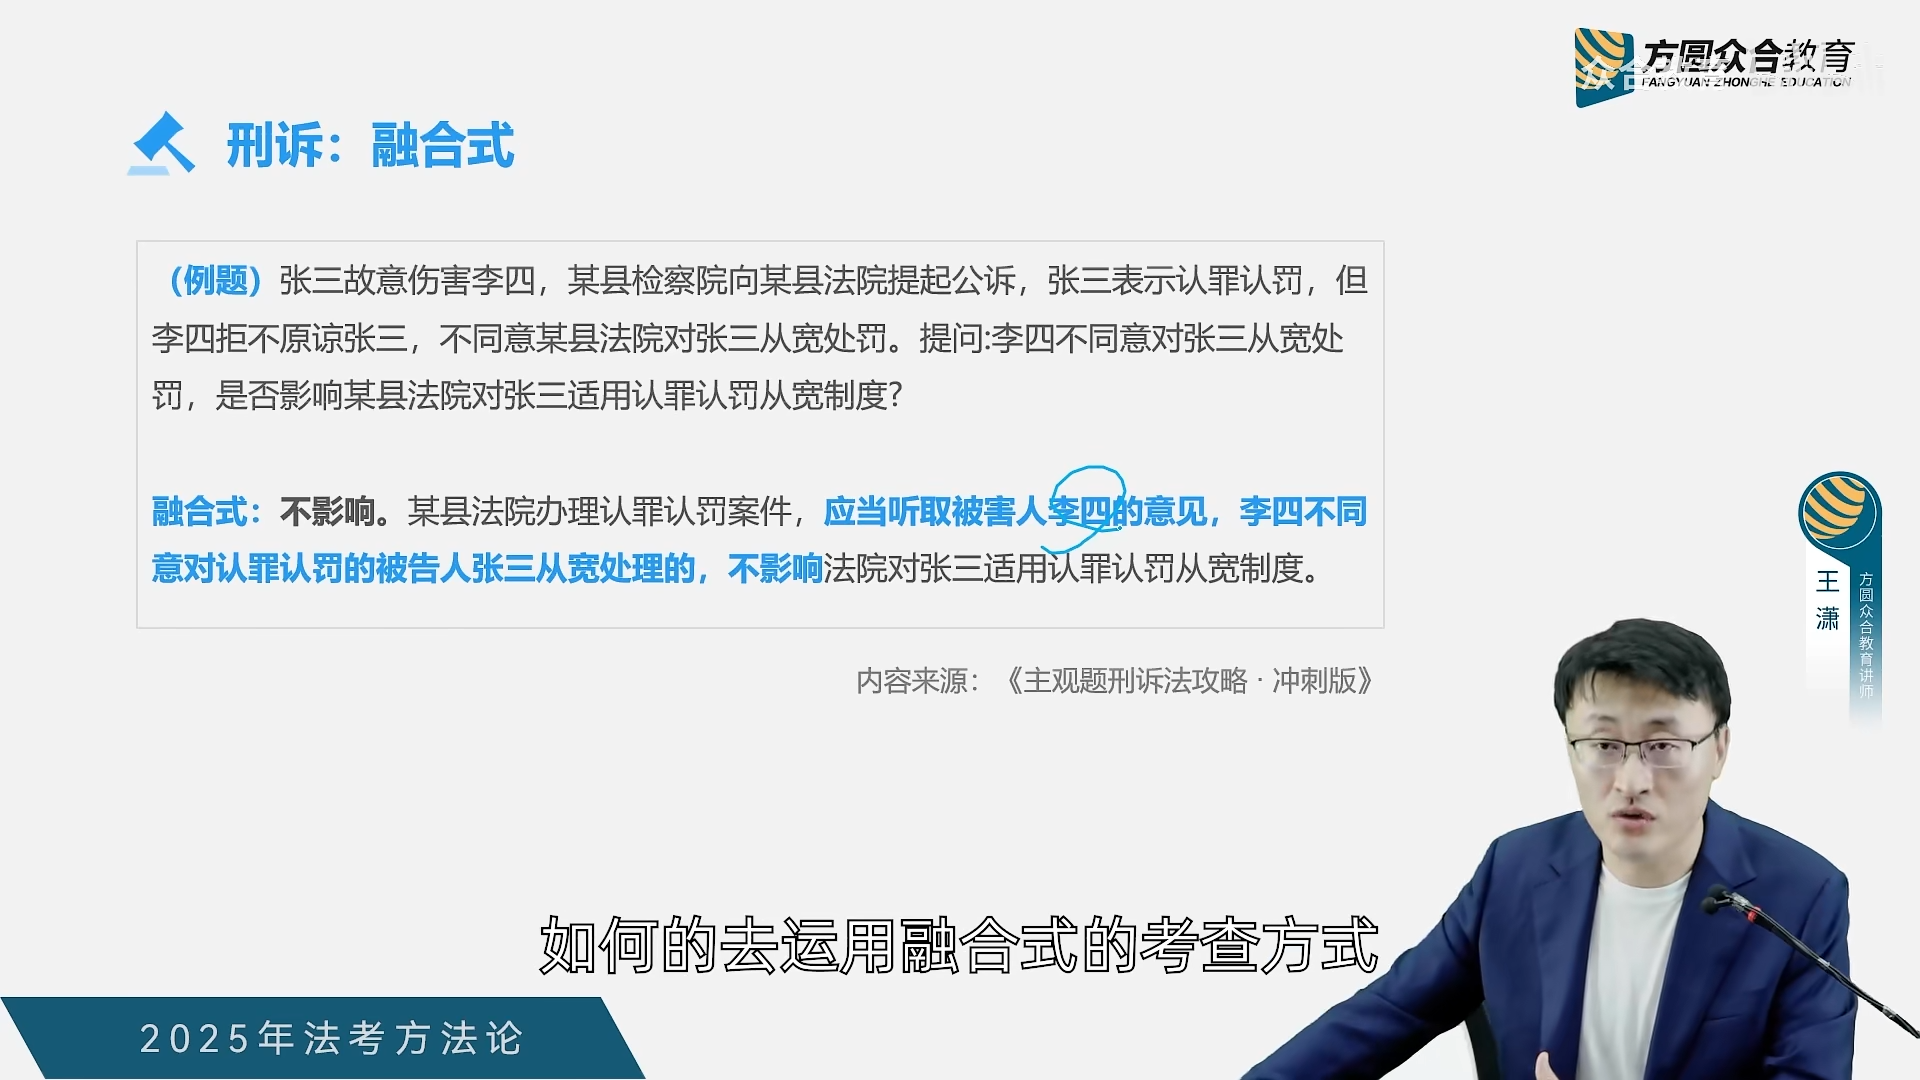 方圆众合教育
FANGYUAN ZHONGHE EDUCATION
刑诉：融合式
（例题）张三故意伤害李四，某县检察院向某县法院提起公诉，张三表示认罪认罚，但
李四拒不原谅张三，不同意某县法院对张三从宽处罚。提问:李四不同意对张三从宽处
罚，是否影响某县法院对张三适用认罪认罚从宽制度？
融合式：不影响。某县法院办理认罪认罚案件，应当听取被害人李四的意见，李四不同
意对认罪认罚的被告人张三从宽处理的，不影响法院对张三适用认罪认罚从宽制度。
内容来源：《主观题刑诉法攻略·冲刺版》
王潇
方圆众合教育讲师
如何的去运用融合式的考查方式
2025年法考方法论